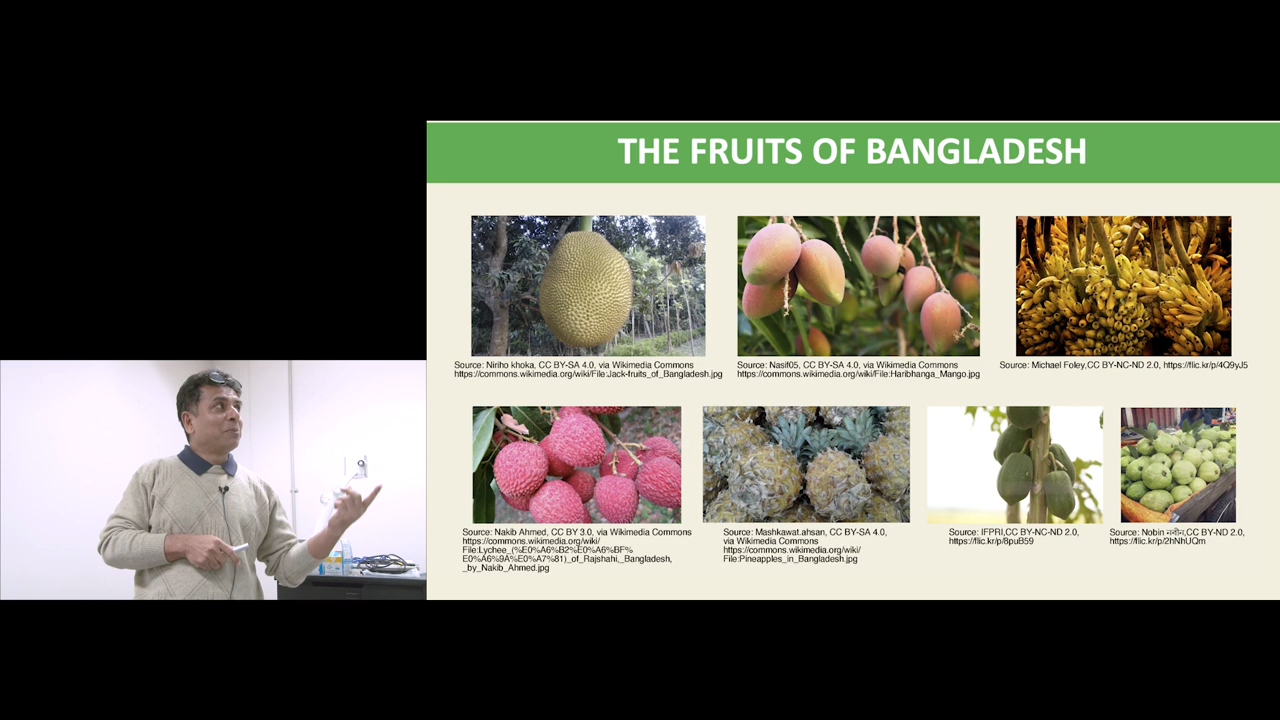 THE FRUITS OF BANGLADESH
Source: Niriho khoka, CC BY-SA 4.0, via Wikimedia Commons
https://commons.wikimedia.org/wiki/File:Jack-fruits_of_Bangladesh.jpg
Source: Nasif05, CC BY-SA 4.0, via Wikimedia Commons
https://commons.wikimedia.org/wiki/File:Haribhanga_Mango.jpg
Source: Michael Foley,CC BY-NC-ND 2.0, https://flic.kr/p/4Q9yJ5
Source: Nakib Ahmed, CC BY 3.0, via Wikimedia Commons
https://commons.wikimedia.org/wiki/
File:Lychee_(%E0%A6%B2%E0%A6%BF%
E0%A6%9A%E0%A7%81)_of_Rajshahi,_Bangladesh,
_by_Nakib_Ahmed.jpg
Source: Mashkawat.ahsan, CC BY-SA 4.0,
via Wikimedia Commons
https://commons.wikimedia.org/wiki/
File:Pineapples_in_Bangladesh.jpg
Source: IFPRI,CC BY-NC-ND 2.0,
https://flic.kr/p/8puB59
Source: Nobin নবীন,CC BY-ND 2.0,
https://flic.kr/p/2hNhUQm